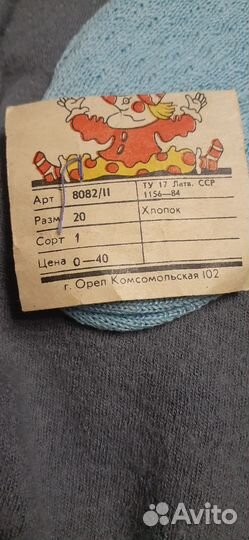 Арт 8082/II ТУ 17 Латв. ССР
1156—84
Разм 20 Хлопок
Сорт 1
Цена 0—40
г. Орел Комсомольская 102
Avito